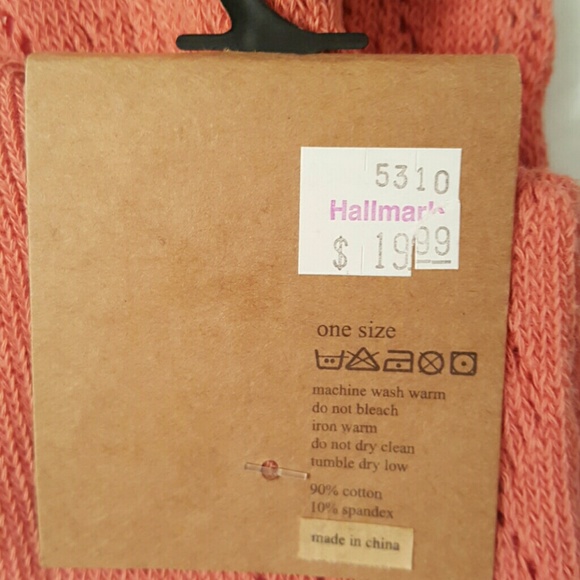 5310
Hallmark
$ 19.99
one size
machine wash warm
do not bleach
iron warm
do not dry clean
tumble dry low
90% cotton
10% spandex
made in china